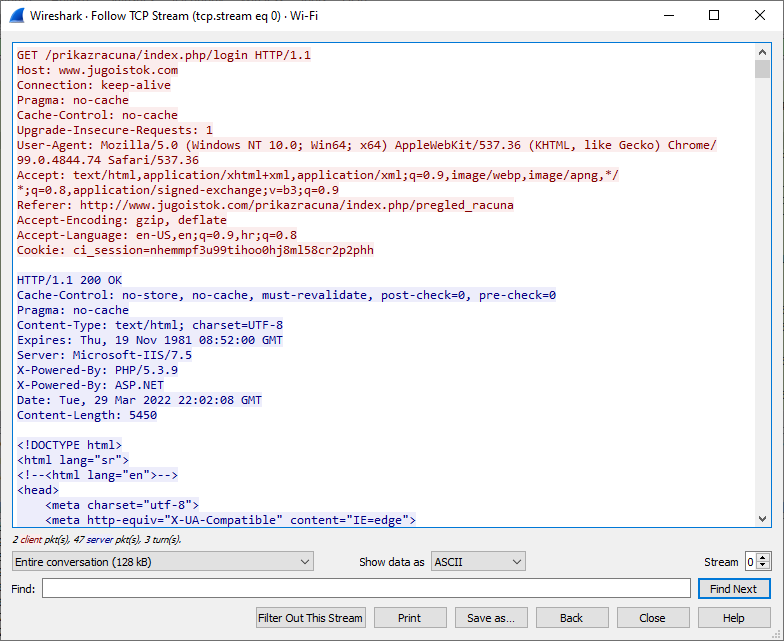 Wireshark · Follow TCP Stream (tcp.stream eq 0) · Wi-Fi
GET /prikazracuna/index.php/login HTTP/1.1
Host: www.jugoistok.com
Connection: keep-alive
Pragma: no-cache
Cache-Control: no-cache
Upgrade-Insecure-Requests: 1
User-Agent: Mozilla/5.0 (Windows NT 10.0; Win64; x64) AppleWebKit/537.36 (KHTML, like Gecko) Chrome/
99.0.4844.74 Safari/537.36
Accept: text/html,application/xhtml+xml,application/xml;q=0.9,image/webp,image/apng,*/
*;q=0.8,application/signed-exchange;v=b3;q=0.9
Referer: http://www.jugoistok.com/prikazracuna/index.php/pregled_racuna
Accept-Encoding: gzip, deflate
Accept-Language: en-US,en;q=0.9,hr;q=0.8
Cookie: ci_session=nhemmpf3u99tihoo0hj8ml58cr2p2phh
HTTP/1.1 200 OK
Cache-Control: no-store, no-cache, must-revalidate, post-check=0, pre-check=0
Pragma: no-cache
Content-Type: text/html; charset=UTF-8
Expires: Thu, 19 Nov 1981 08:52:00 GMT
Server: Microsoft-IIS/7.5
X-Powered-By: PHP/5.3.9
X-Powered-By: ASP.NET
Date: Tue, 29 Mar 2022 22:02:08 GMT
Content-Length: 5450
<!DOCTYPE html>
<html lang="sr">
<!--<html lang="en">-->
<head>
    <meta charset="utf-8">
    <meta http-equiv="X-UA-Compatible" content="IE=edge">
2 client pkt(s), 47 server pkt(s), 3 turn(s).
Entire conversation (128 kB) Show data as ASCII Stream 0
Find: Find Next
Filter Out This Stream Print Save as... Back Close Help